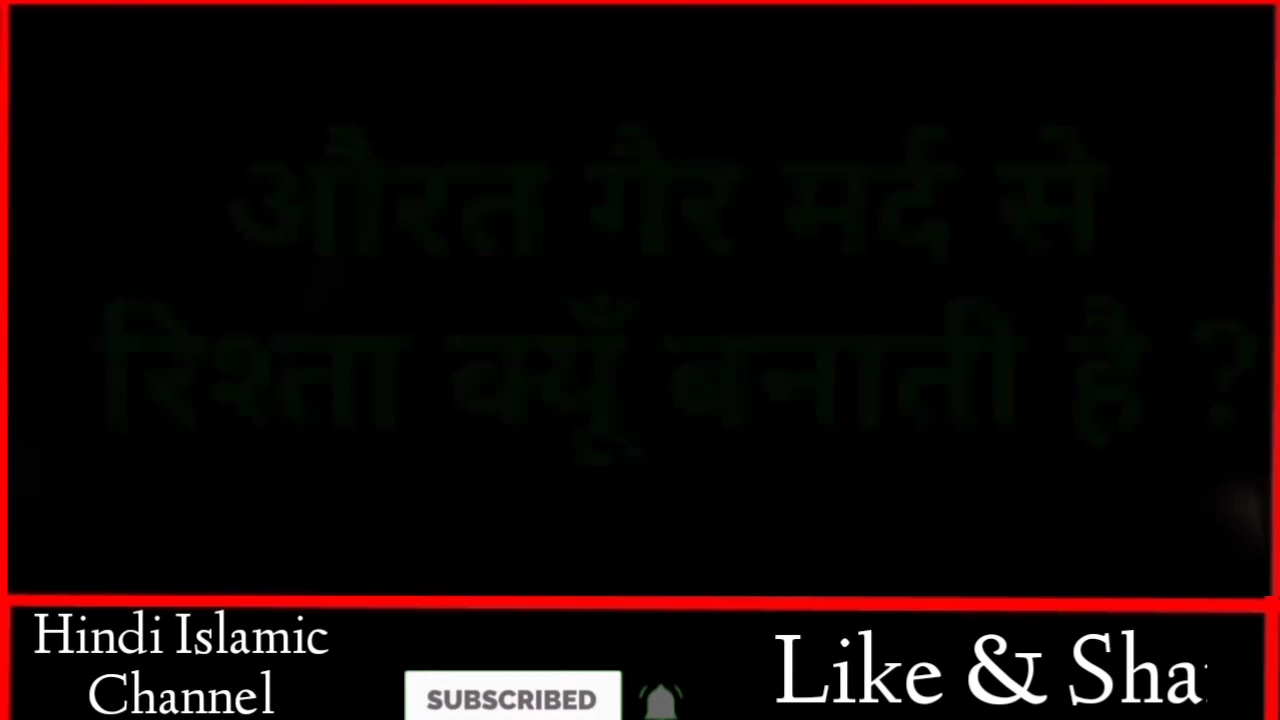 औरत गैर मर्द से
रिश्ता क्यूँ बनाती है ?
Hindi Islamic
Channel
SUBSCRIBED
Like & Sha